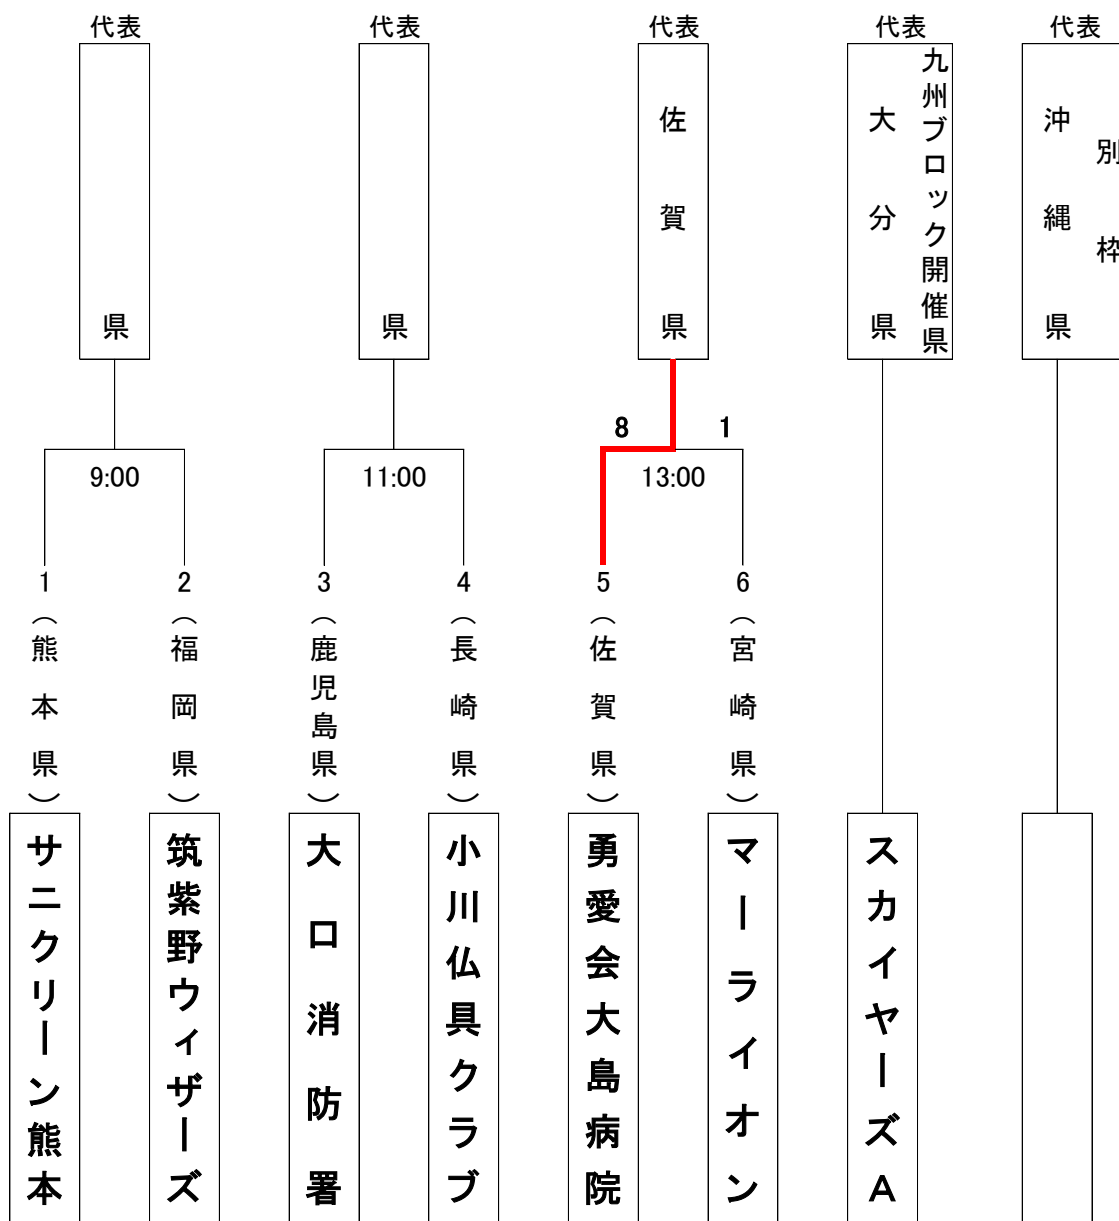 代表
代表
代表
代表
代表
県
県
佐賀県
大分県
九州ブロック開催県
沖縄県
別枠
8
1
9:00
11:00
13:00
1
2
3
4
5
6
（熊本県）
（福岡県）
（鹿児島県）
（長崎県）
（佐賀県）
（宮崎県）
サニクリーン熊本
筑紫野ウィザーズ
大口消防署
小川仏具クラブ
勇愛会大島病院
マーライオン
スカイヤーズA